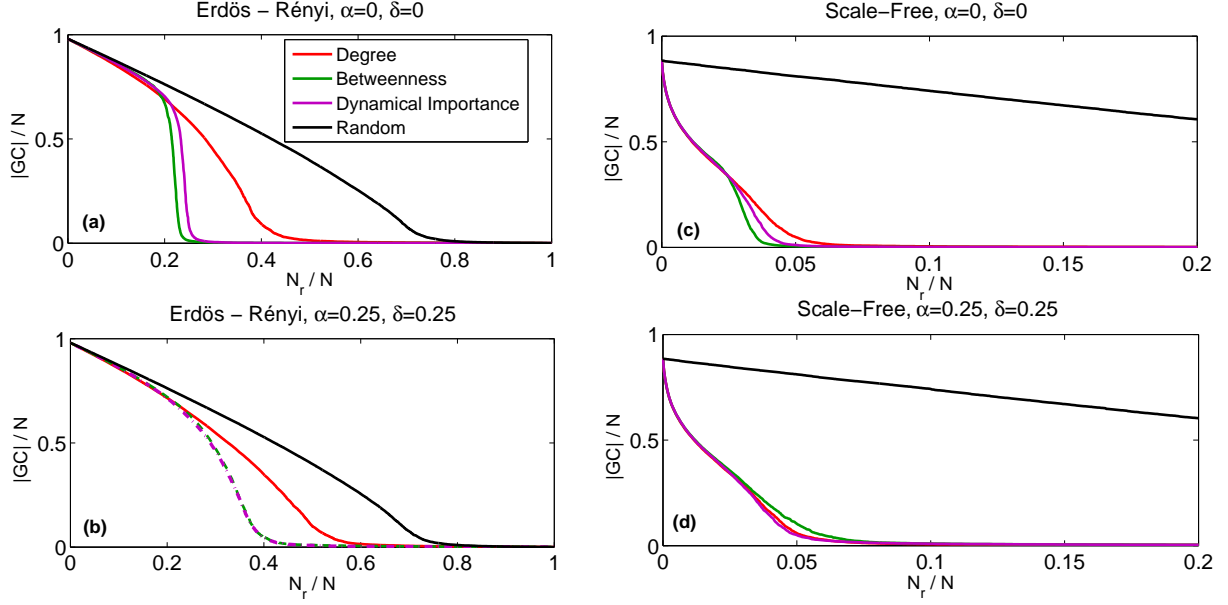 Erdös − Rényi, α=0, δ=0
1
0.5
0
|GC| / N
0 0.2 0.4 0.6 0.8 1
N_r / N
(a)
Degree
Betweenness
Dynamical Importance
Random
Scale−Free, α=0, δ=0
1
0.5
0
|GC| / N
0 0.05 0.1 0.15 0.2
N_r / N
(c)
Erdös − Rényi, α=0.25, δ=0.25
1
0.5
0
|GC| / N
0 0.2 0.4 0.6 0.8 1
N_r / N
(b)
Scale−Free, α=0.25, δ=0.25
1
0.5
0
|GC| / N
0 0.05 0.1 0.15 0.2
N_r / N
(d)